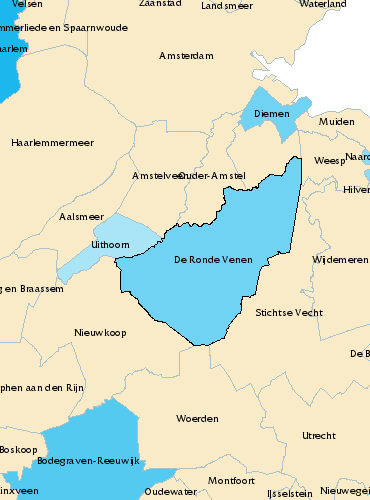 Velsen
Zaanstad
Landsmeer
Waterland
mmerliede en Spaarnwoude
aarlem
Amsterdam
Diemen
Muiden
Haarlemmermeer
Weesp
Naard
Amstelveen
Ouder-Amstel
Hilver
Aalsmeer
Uithoorn
De Ronde Venen
Wijdemeren
g en Braassem
Stichtse Vecht
Nieuwkoop
De B
phen aan den Rijn
Woerden
Utrecht
Boskoop
Bodegraven-Reeuwijk
Montfoort
inxveen
Oudewater
IJsselstein
Nieuwegei